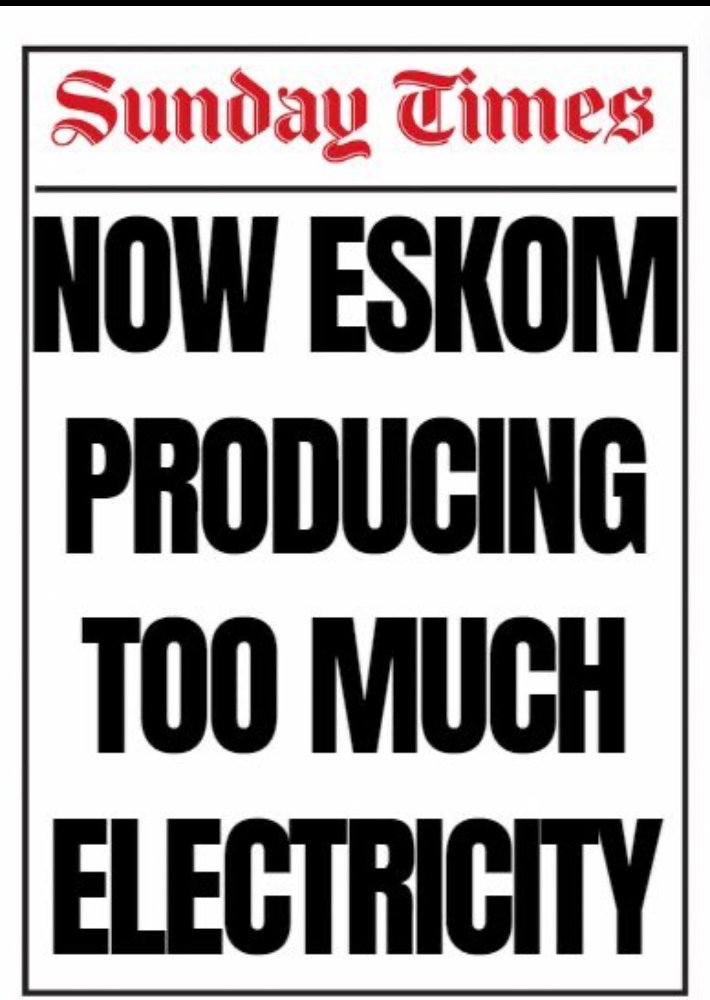 Sunday Times
NOW ESKOM
PRODUCING
TOO MUCH
ELECTRICITY